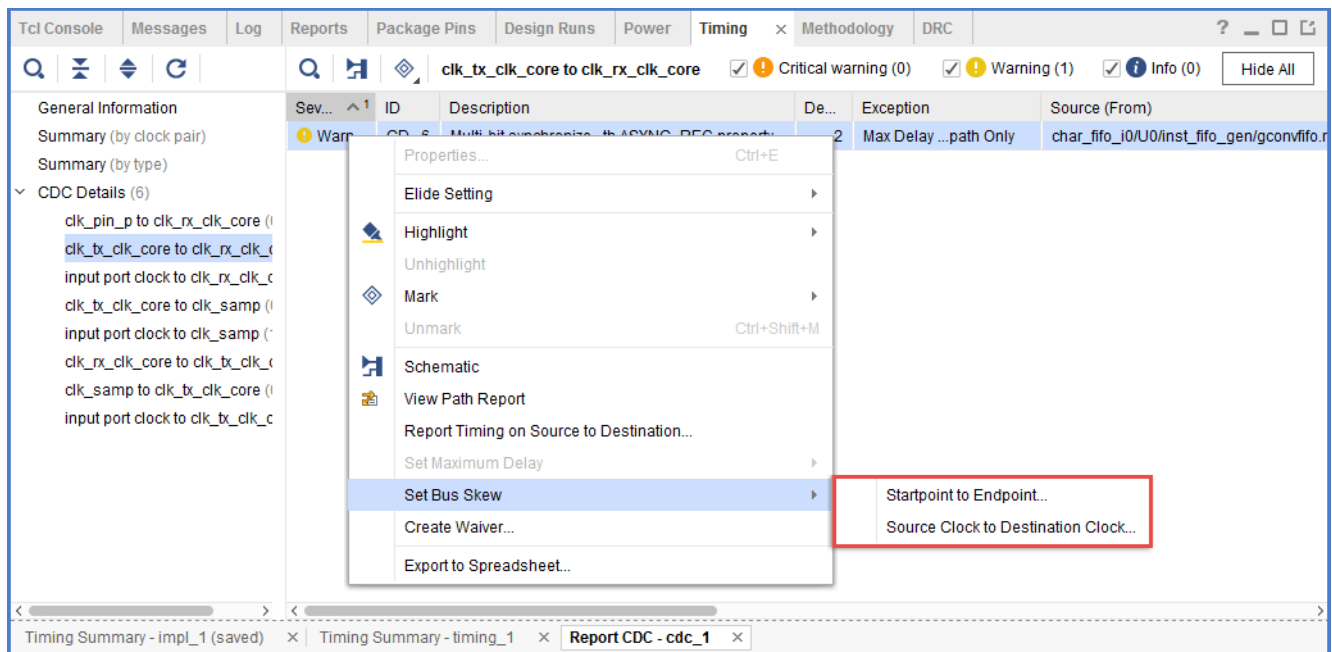 Tcl Console Messages Log Reports Package Pins Design Runs Power Timing × Methodology DRC ?
clk_tx_clk_core to clk_rx_clk_core Critical warning (0) Warning (1) Info (0) Hide All
General Information
Summary (by clock pair)
Summary (by type)
CDC Details (6)
clk_pin_p to clk_rx_clk_core (
clk_tx_clk_core to clk_rx_clk_c
input port clock to clk_rx_clk_c
clk_tx_clk_core to clk_samp (
input port clock to clk_samp (
clk_rx_clk_core to clk_tx_clk_c
clk_samp to clk_tx_clk_core (
input port clock to clk_tx_clk_c
Sev... 1 ID Description De... Exception Source (From)
Warn 2 Max Delay ...path Only char_fifo_i0/U0/inst_fifo_gen/gconvfifo.r
Properties... Ctrl+E
Elide Setting
Highlight
Unhighlight
Mark
Unmark Ctrl+Shift+M
Schematic
View Path Report
Report Timing on Source to Destination...
Set Maximum Delay
Set Bus Skew
Create Waiver...
Export to Spreadsheet...
Startpoint to Endpoint...
Source Clock to Destination Clock...
Timing Summary - impl_1 (saved) × Timing Summary - timing_1 × Report CDC - cdc_1 ×